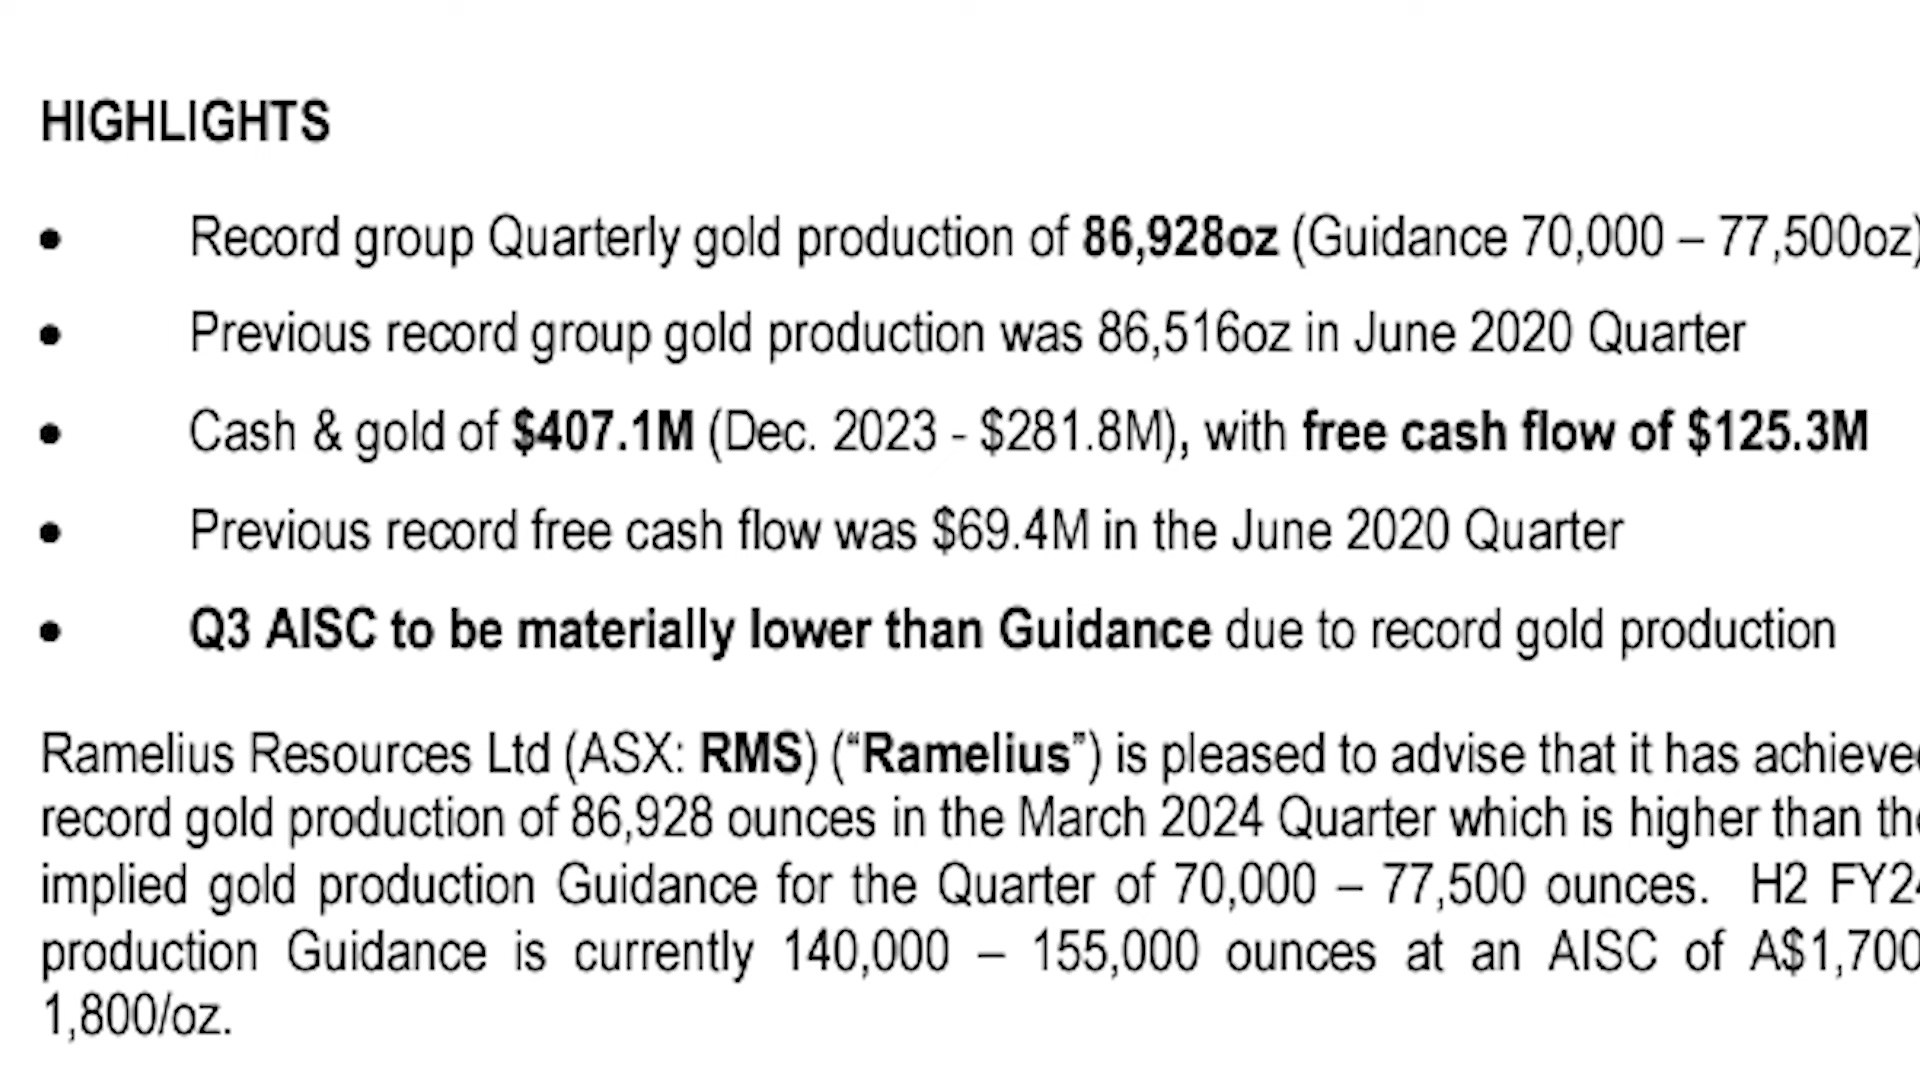 HIGHLIGHTS
• Record group Quarterly gold production of 86,928oz (Guidance 70,000 – 77,500oz)
• Previous record group gold production was 86,516oz in June 2020 Quarter
• Cash & gold of $407.1M (Dec. 2023 - $281.8M), with free cash flow of $125.3M
• Previous record free cash flow was $69.4M in the June 2020 Quarter
• Q3 AISC to be materially lower than Guidance due to record gold production
Ramelius Resources Ltd (ASX: RMS) (“Ramelius”) is pleased to advise that it has achieve
record gold production of 86,928 ounces in the March 2024 Quarter which is higher than the
implied gold production Guidance for the Quarter of 70,000 – 77,500 ounces. H2 FY24
production Guidance is currently 140,000 – 155,000 ounces at an AISC of A$1,700
1,800/oz.